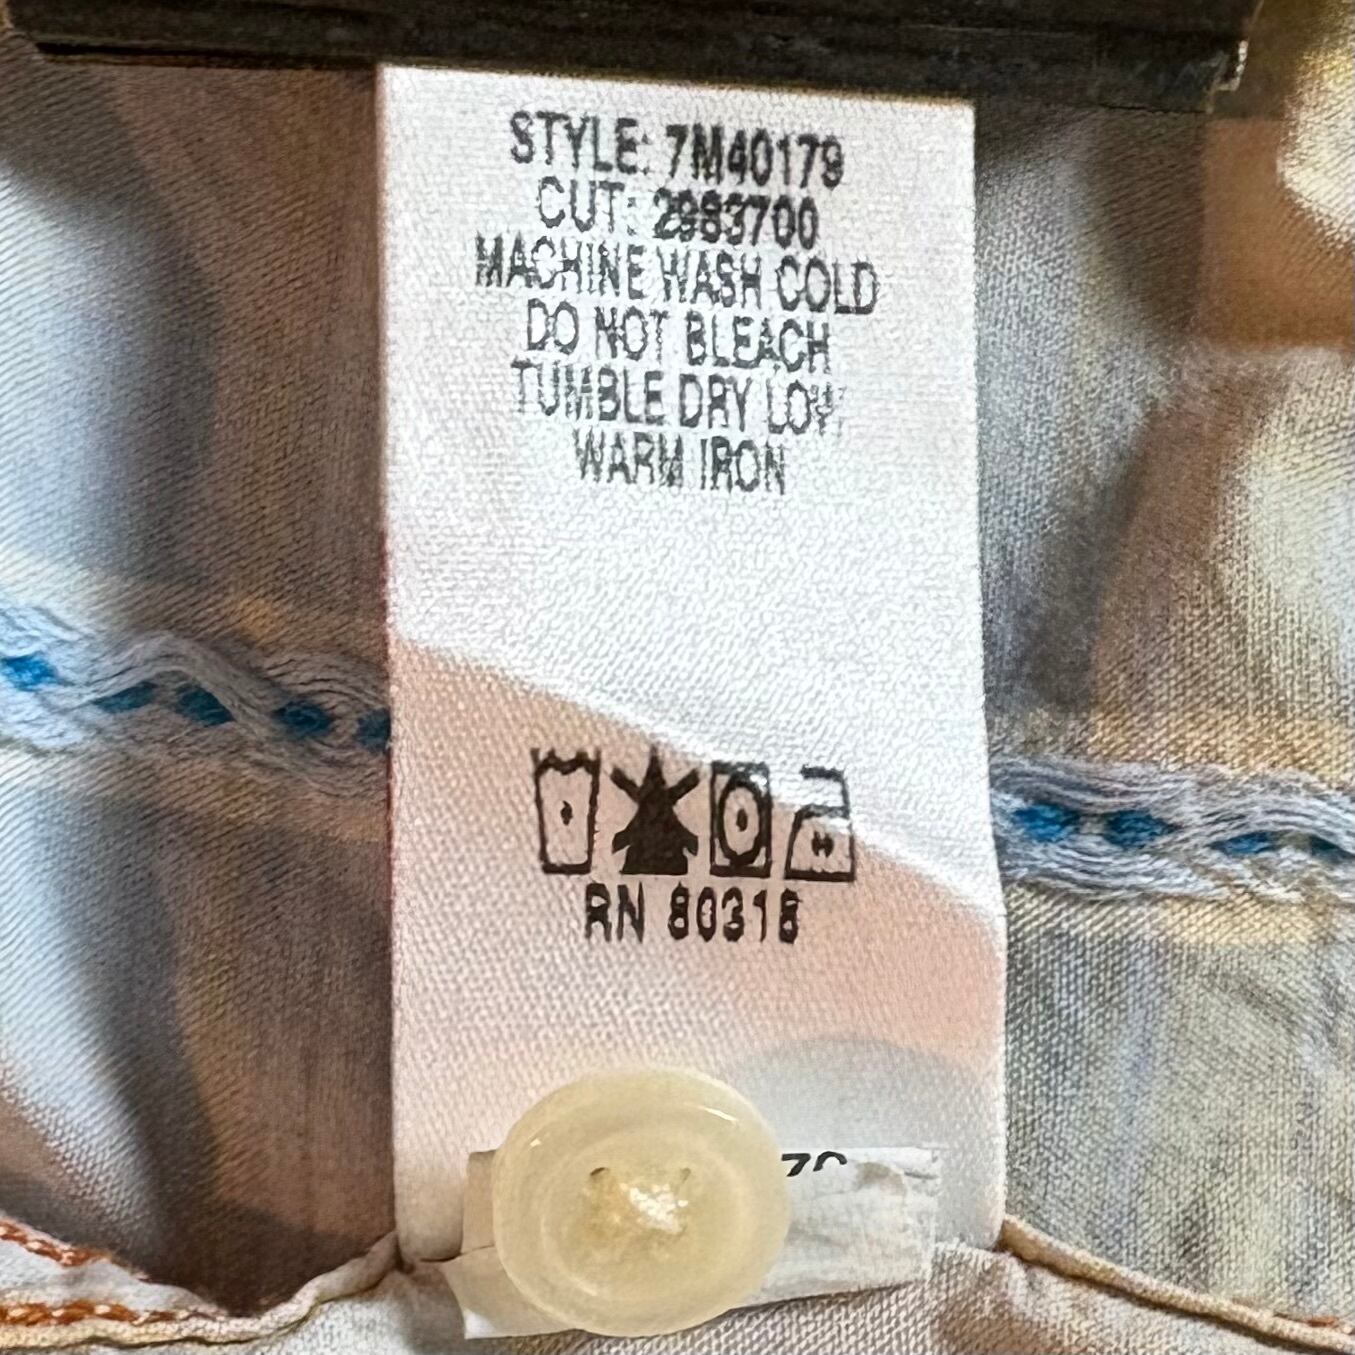 STYLE: 7M40179
CUT: 2983700
MACHINE WASH COLD
DO NOT BLEACH
TUMBLE DRY LOW
WARM IRON
RN 80318